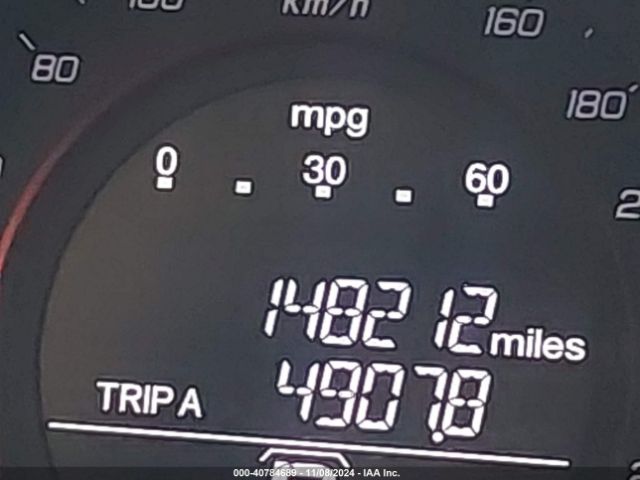 km/h
160
80
180
mpg
0 30 60
148212 miles
TRIP A 4907.8
000-40784689 - 11/08/2024 - IAA Inc.